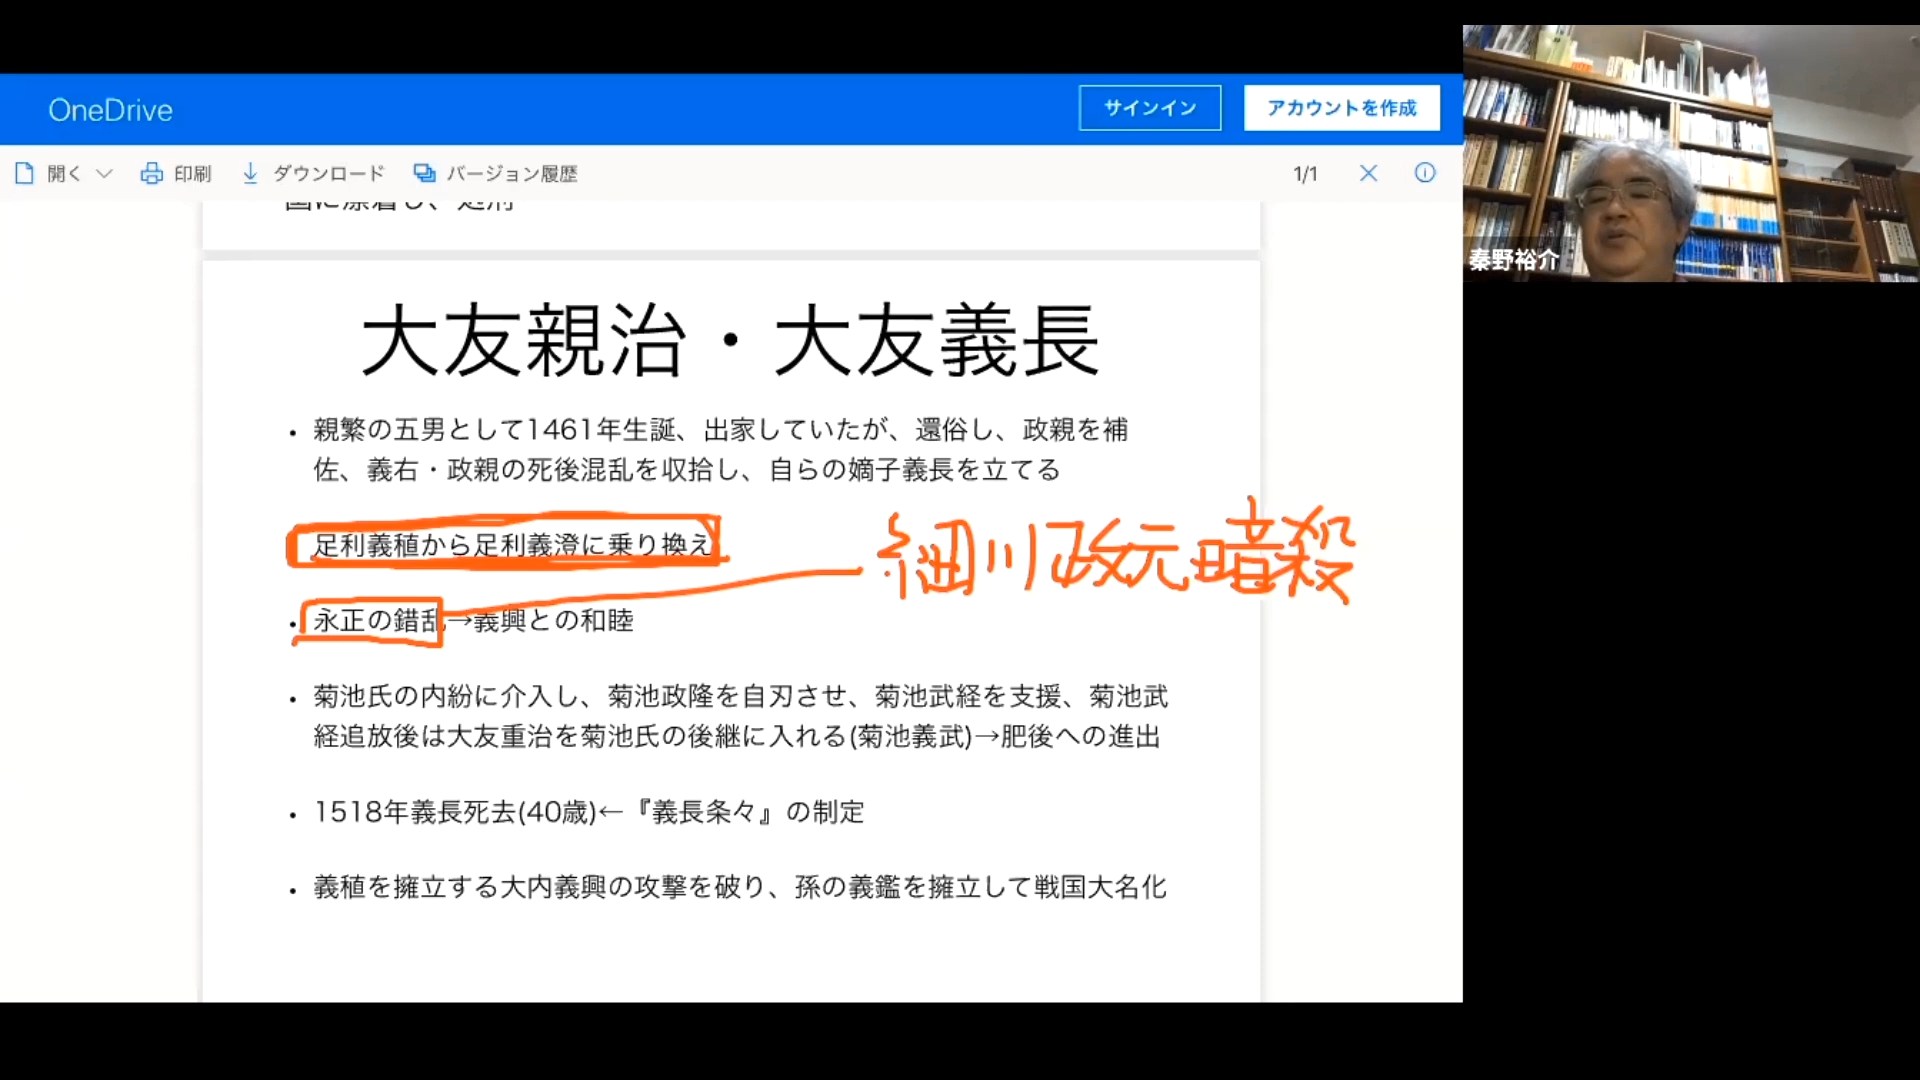 OneDrive
サインイン
アカウントを作成
開く
印刷
ダウンロード
バージョン履歴
1/1
秦野裕介
大友親治・大友義長
• 親繁の五男として1461年生誕、出家していたが、還俗し、政親を補
佐、義右・政親の死後混乱を収拾し、自らの嫡子義長を立てる
足利義稙から足利義澄に乗り換え
細川政元暗殺
• 永正の錯乱→義興との和睦
• 菊池氏の内紛に介入し、菊池政隆を自刃させ、菊池武経を支援、菊池武
経追放後は大友重治を菊池氏の後継に入れる(菊池義武)→肥後への進出
• 1518年義長死去(40歳)←『義長条々』の制定
• 義稙を擁立する大内義興の攻撃を破り、孫の義鑑を擁立して戦国大名化